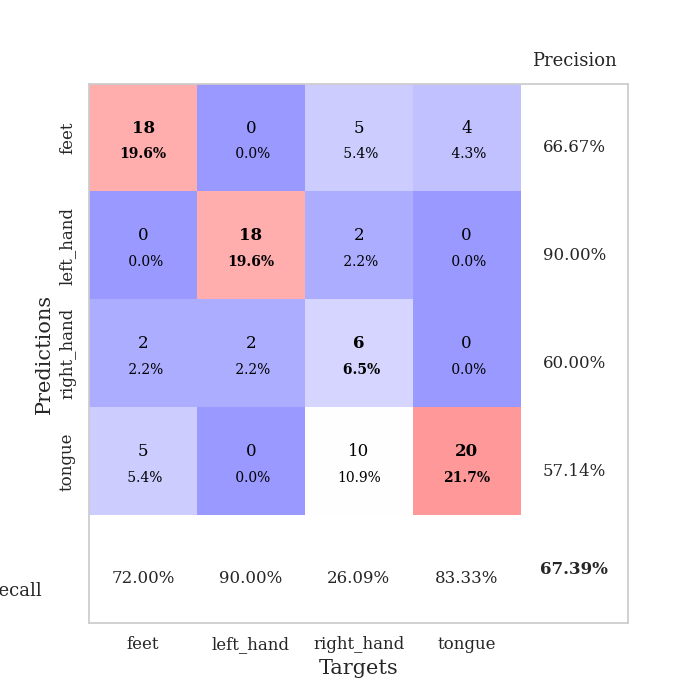 Precision
feet
18 0 5 4 66.67%
19.6% 0.0% 5.4% 4.3%
left_hand
0 18 2 0 90.00%
0.0% 19.6% 2.2% 0.0%
Predictions
right_hand
2 2 6 0 60.00%
2.2% 2.2% 6.5% 0.0%
tongue
5 0 10 20 57.14%
5.4% 0.0% 10.9% 21.7%
ecall 72.00% 90.00% 26.09% 83.33% 67.39%
feet left_hand right_hand tongue
Targets